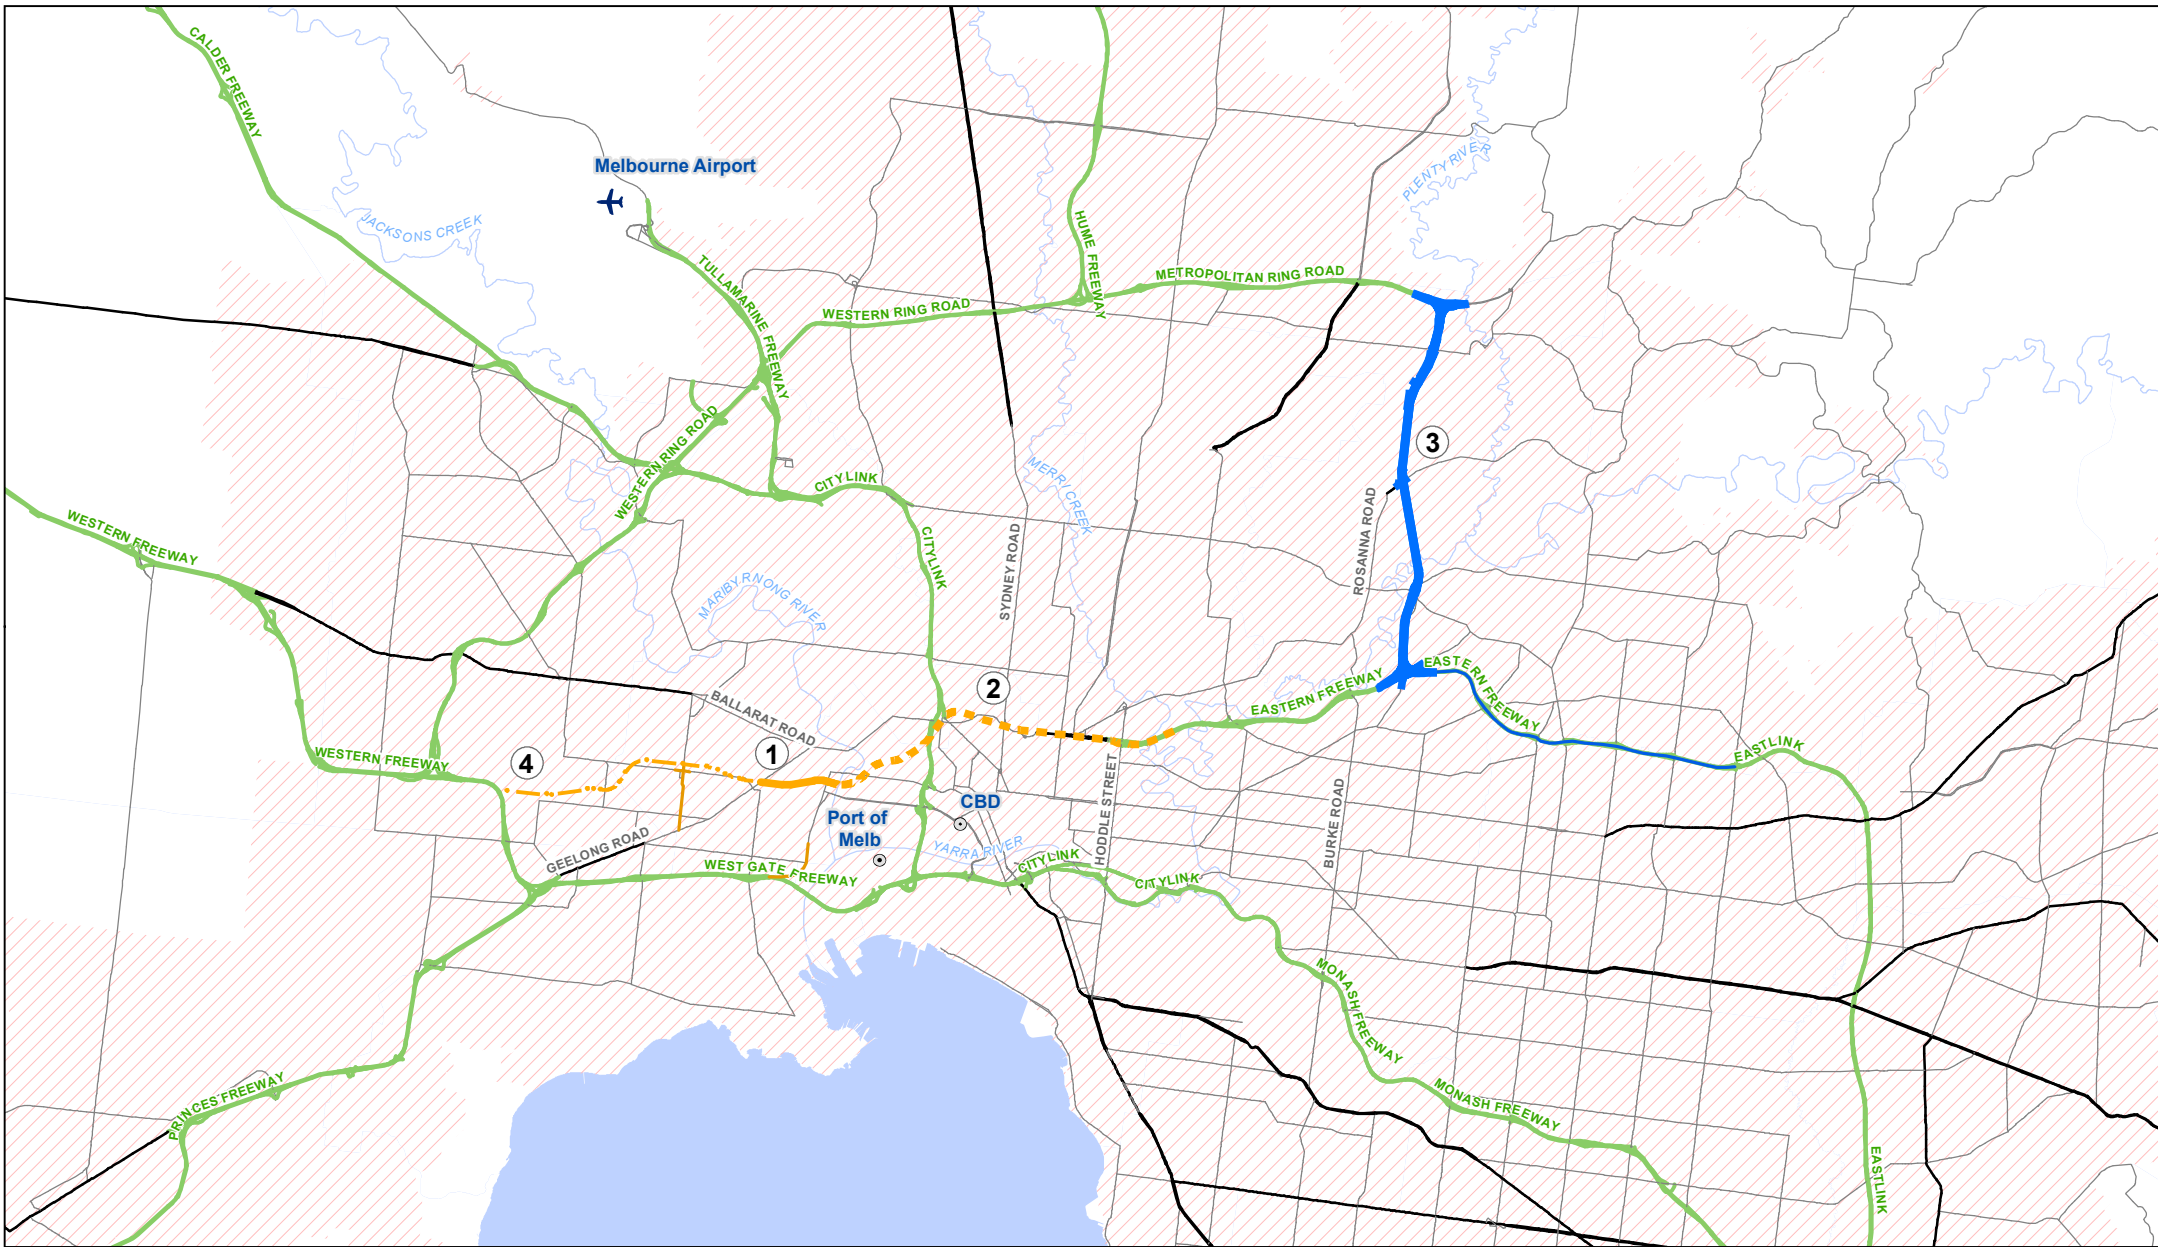 CALDER FREEWAY
Melbourne Airport
PLENTY RIVER
JACKSONS CREEK
HUME FREEWAY
TULLAMARINE FREEWAY
METROPOLITAN RING ROAD
WESTERN RING ROAD
WESTERN RING ROAD
3
CITYLINK
MERRI CREEK
ROSANNA ROAD
WESTERN FREEWAY
CITYLINK
SYDNEY ROAD
MARIBYRNONG RIVER
EASTERN FREEWAY
2
EASTERN FREEWAY
BALLARAT ROAD
1
EASTLINK
WESTERN FREEWAY
4
HODDLE STREET
CBD
Port of
Melb
BURKE ROAD
GEELONG ROAD
YARRA RIVER
CITYLINK
WEST GATE FREEWAY
CITYLINK
MONASH FREEWAY
PRINCES FREEWAY
MONASH FREEWAY
EASTLINK